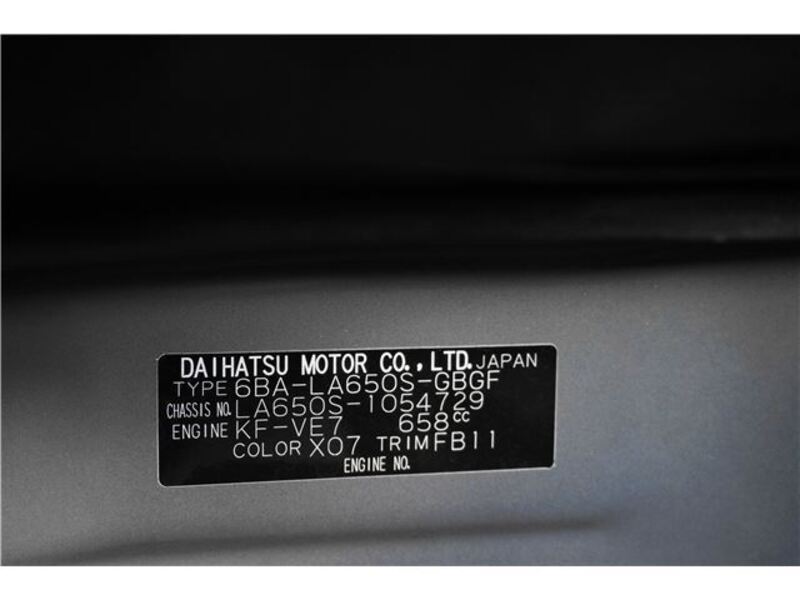 DAIHATSU MOTOR CO., LTD. JAPAN
TYPE 6BA-LA650S-GBGF
CHASSIS NO. LA650S-1054729
ENGINE KF-VE7 658cc
COLOR X07 TRIM FB11
ENGINE NO.